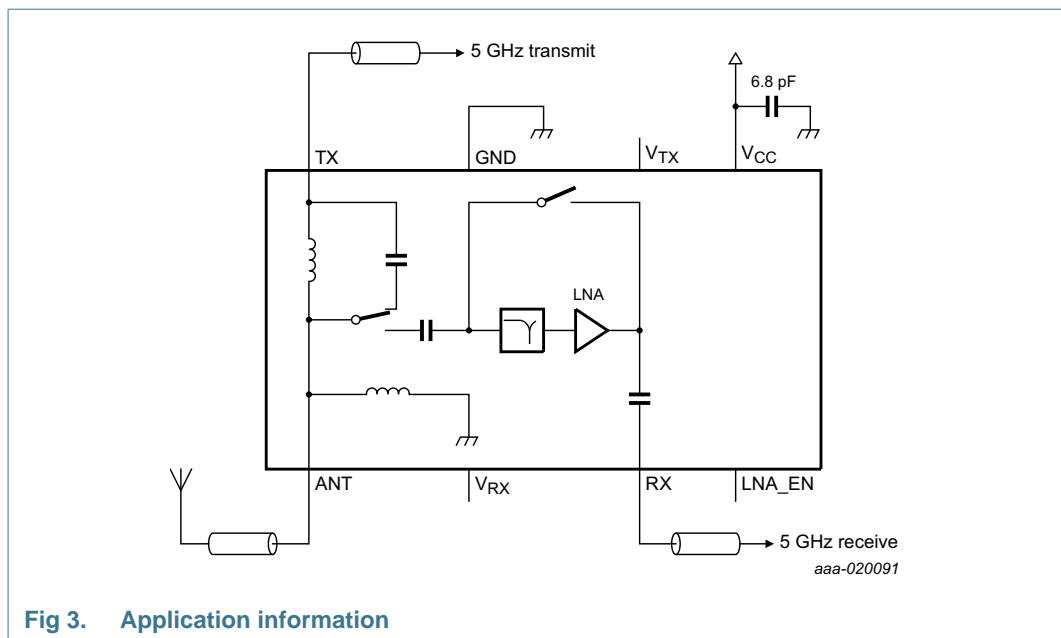 5 GHz transmit
6.8 pF
TX
GND
VTX
VCC
LNA
ANT
VRX
RX
LNA_EN
5 GHz receive
aaa-020091
Fig 3. Application information